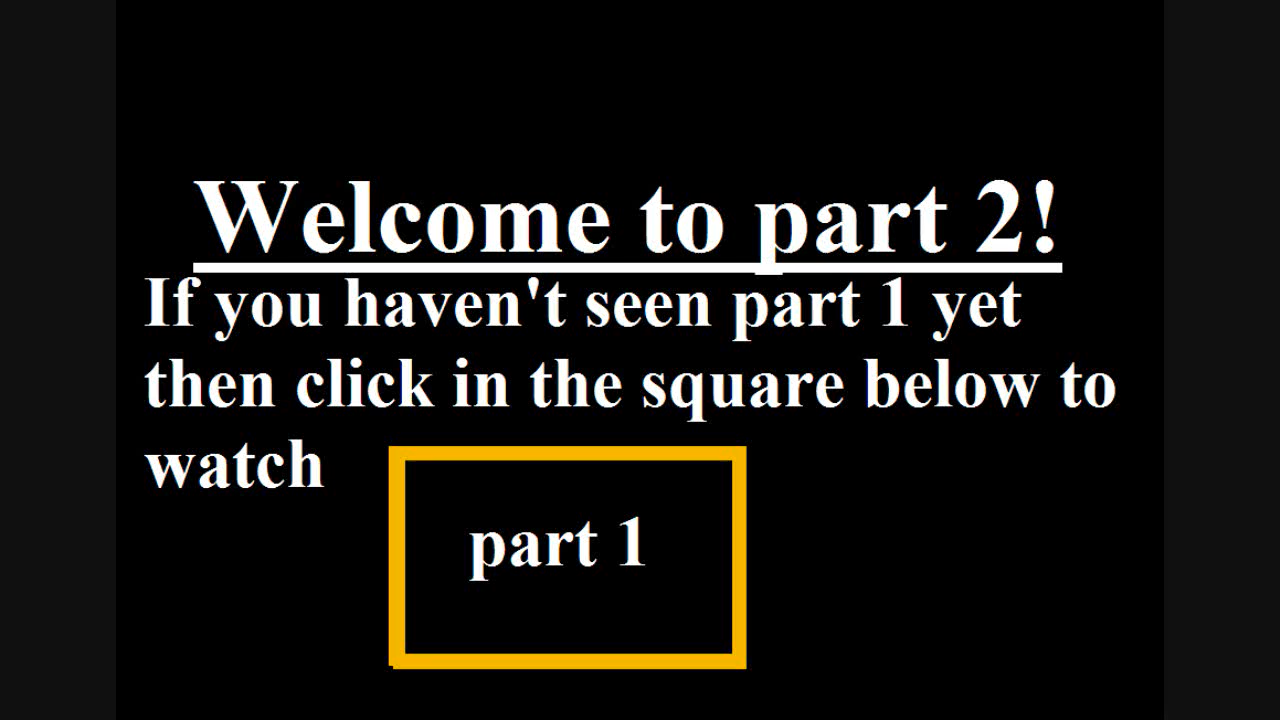 Welcome to part 2!
If you haven't seen part 1 yet
then click in the square below to
watch
part 1